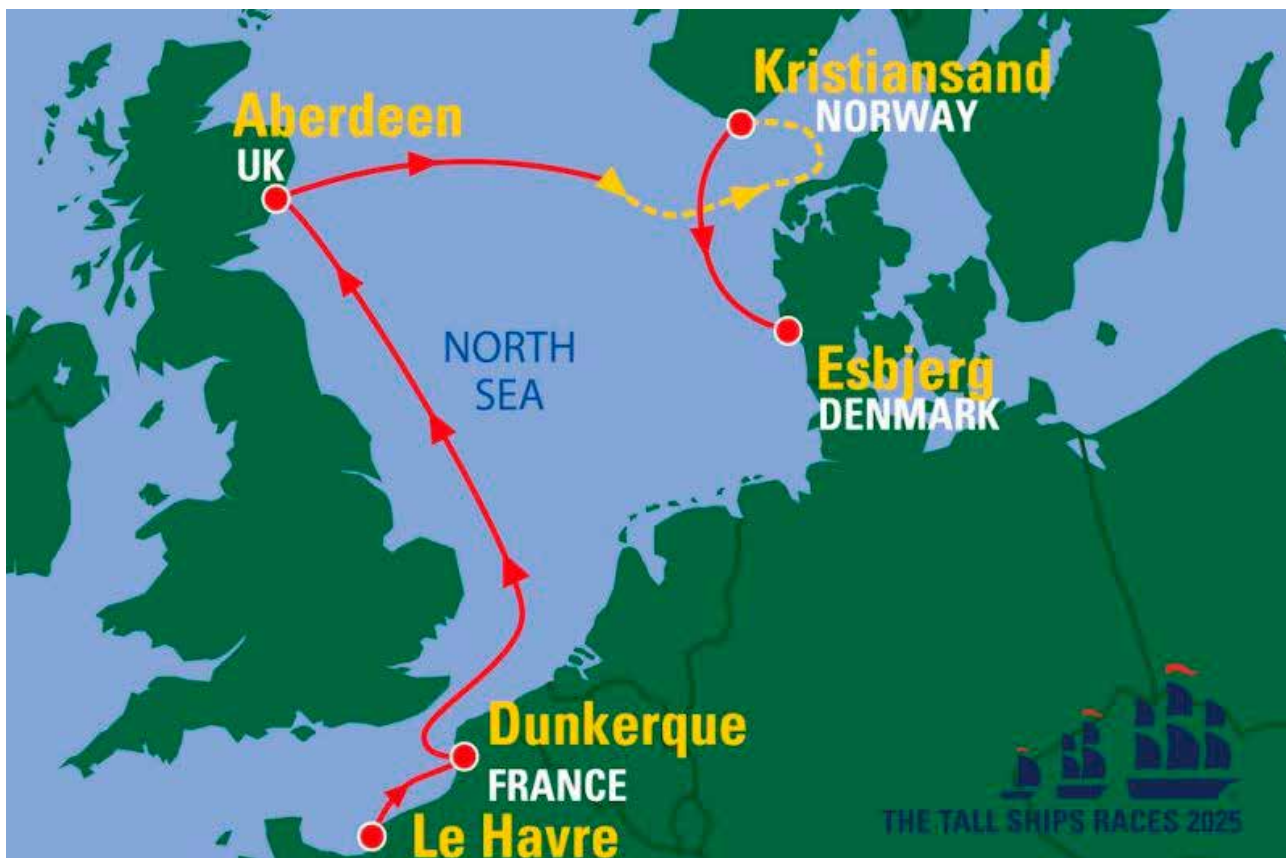 Kristiansand
NORWAY
Aberdeen
UK
NORTH
SEA
Esbjerg
DENMARK
Dunkerque
FRANCE
Le Havre
THE TALL SHIPS RACES 2025